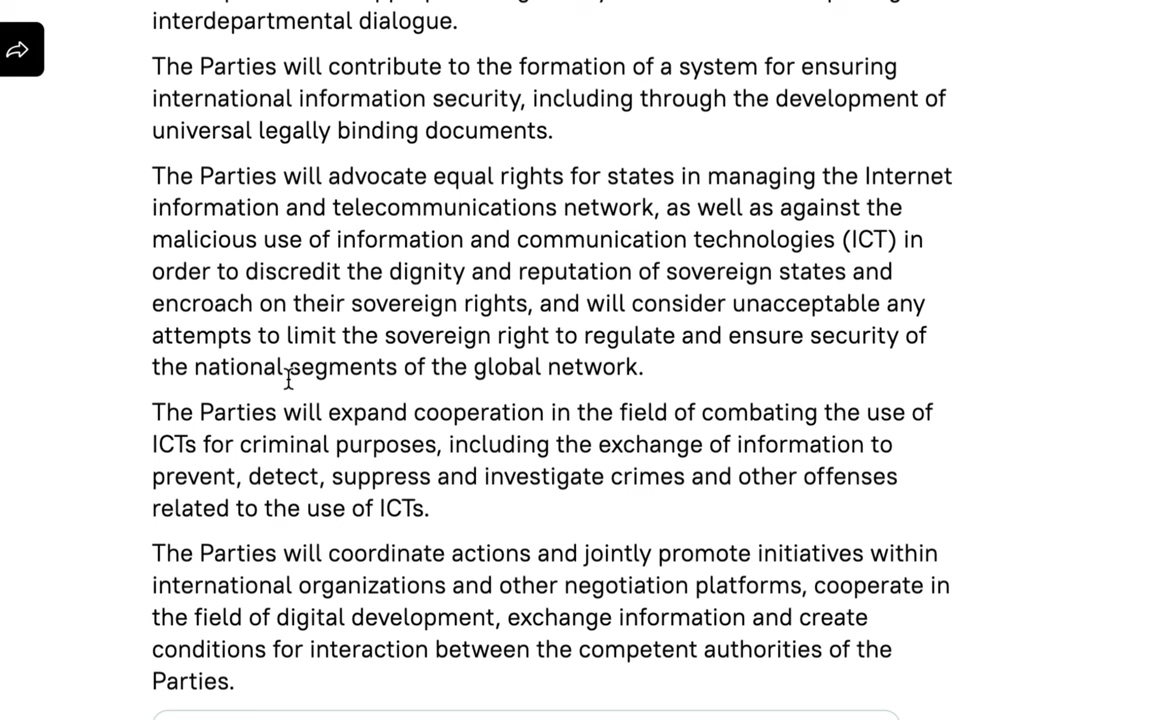 interdepartmental dialogue.
The Parties will contribute to the formation of a system for ensuring
international information security, including through the development of
universal legally binding documents.
The Parties will advocate equal rights for states in managing the Internet
information and telecommunications network, as well as against the
malicious use of information and communication technologies (ICT) in
order to discredit the dignity and reputation of sovereign states and
encroach on their sovereign rights, and will consider unacceptable any
attempts to limit the sovereign right to regulate and ensure security of
the national segments of the global network.
The Parties will expand cooperation in the field of combating the use of
ICTs for criminal purposes, including the exchange of information to
prevent, detect, suppress and investigate crimes and other offenses
related to the use of ICTs.
The Parties will coordinate actions and jointly promote initiatives within
international organizations and other negotiation platforms, cooperate in
the field of digital development, exchange information and create
conditions for interaction between the competent authorities of the
Parties.